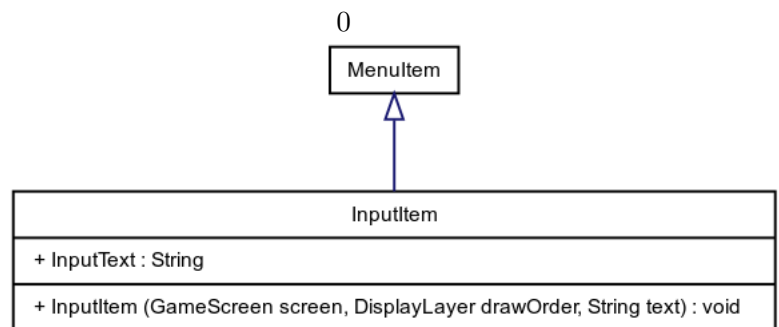 0
MenuItem
InputItem
+ InputText : String
+ InputItem (GameScreen screen, DisplayLayer drawOrder, String text) : void